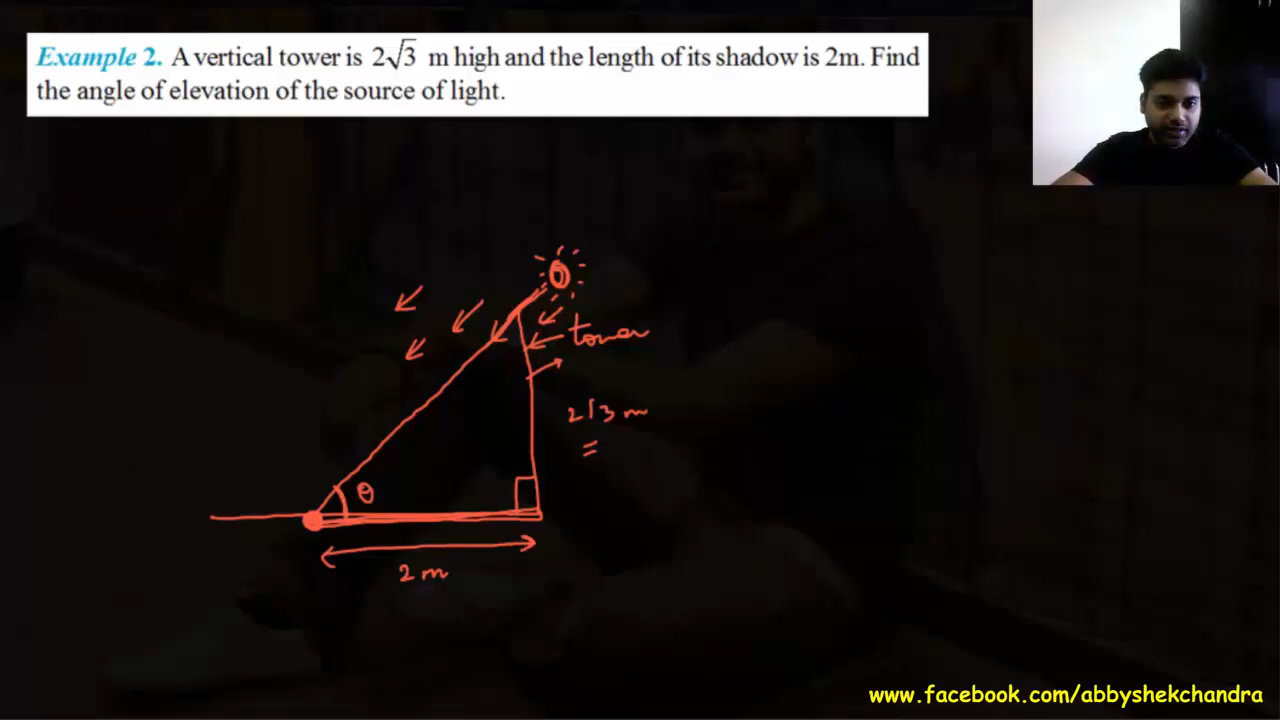 Example 2. A vertical tower is 2√3 m high and the length of its shadow is 2m. Find
the angle of elevation of the source of light.
tower
2√3 m
θ
2 m
www.facebook.com/abbyshekchandra